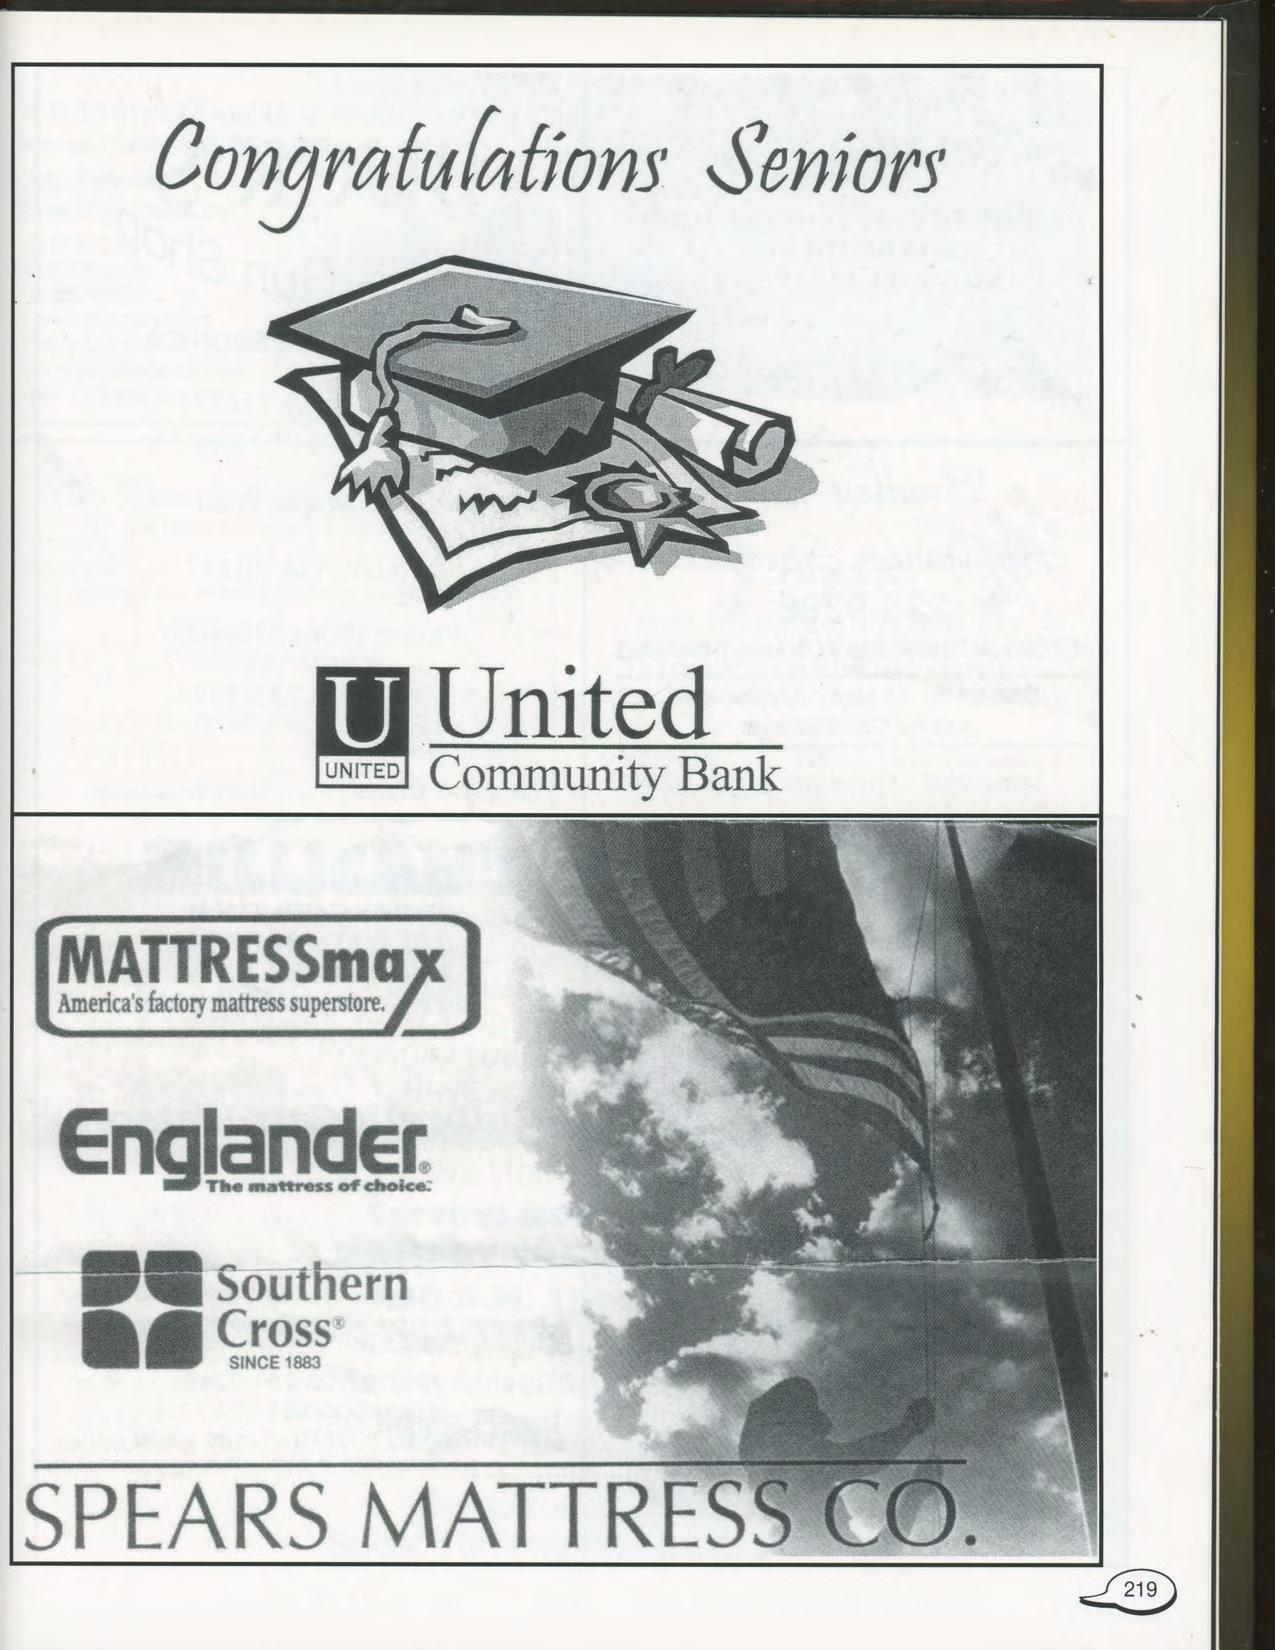 Congratulations Seniors
U
UNITED
United
Community Bank
MATTRESSmax
America's factory mattress superstore.
Englander®
The mattress of choice.™
Southern
Cross®
SINCE 1883
SPEARS MATTRESS CO.
219